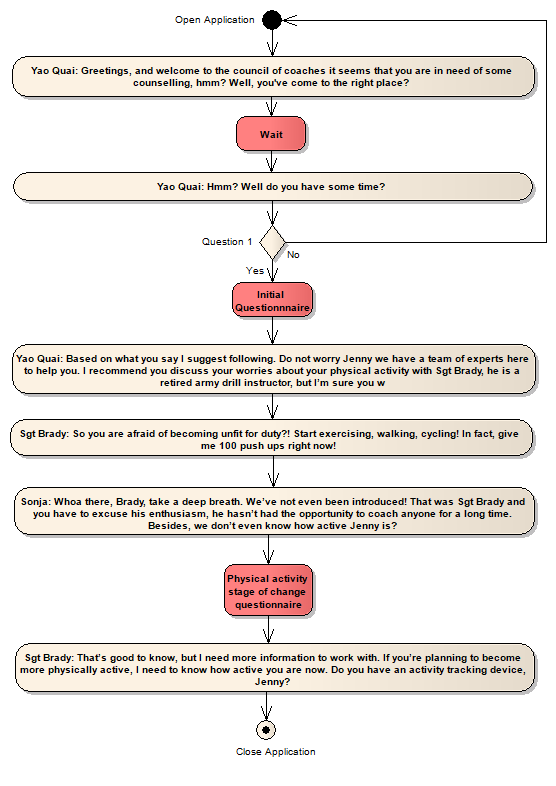 Open Application
Yao Quai: Greetings, and welcome to the council of coaches it seems that you are in need of some
counselling, hmm? Well, you've come to the right place?
Wait
Yao Quai: Hmm? Well do you have some time?
Question 1
No
Yes
Initial
Questionnnaire
Yao Quai: Based on what you say I suggest following. Do not worry Jenny we have a team of experts here
to help you. I recommend you discuss your worries about your physical activity with Sgt Brady, he is a
retired army drill instructor, but I'm sure you w
Sgt Brady: So you are afraid of becoming unfit for duty?! Start exercising, walking, cycling! In fact, give
me 100 push ups right now!
Sonja: Whoa there, Brady, take a deep breath. We've not even been introduced! That was Sgt Brady and
you have to excuse his enthusiasm, he hasn't had the opportunity to coach anyone for a long time.
Besides, we don't even know how active Jenny is?
Physical activity
stage of change
questionnaire
Sgt Brady: That's good to know, but I need more information to work with. If you're planning to become
more physically active, I need to know how active you are now. Do you have an activity tracking device,
Jenny?
Close Application